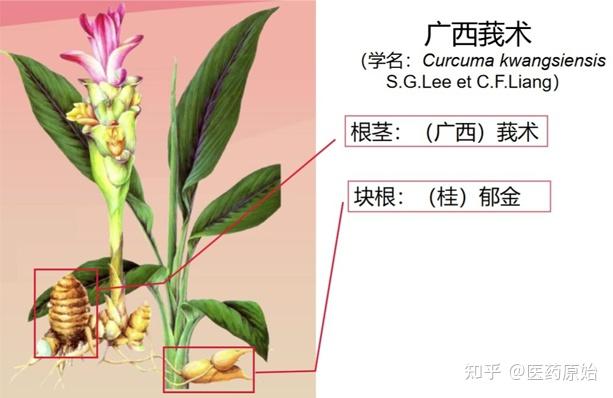 广西莪术
（学名：Curcuma kwangsiensis
S.G.Lee et C.F.Liang）
根茎：（广西）莪术
块根：（桂）郁金
知乎 @医药原始